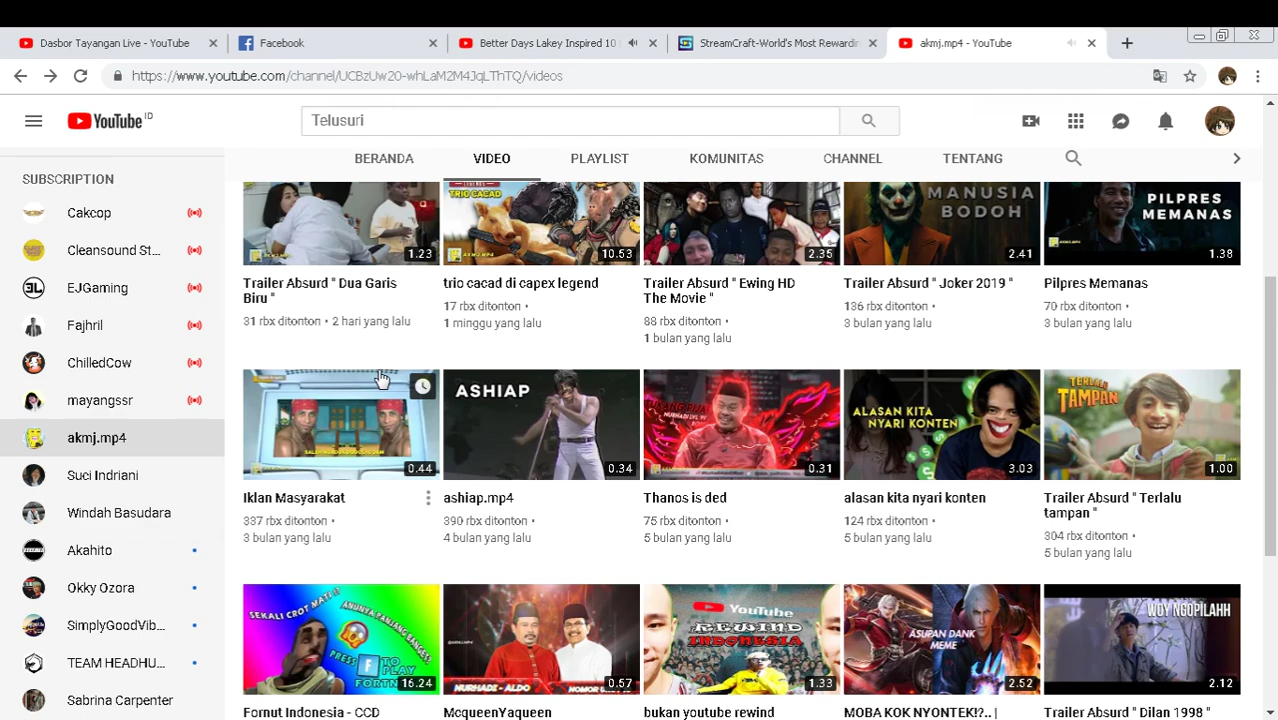 Dasbor Tayangan Live - YouTube
Facebook
Better Days Lakey Inspired 10
StreamCraft-World's Most Rewardin
akmj.mp4 - YouTube
https://www.youtube.com/channel/UCBzUw20-whLaM2M4JqLThTQ/videos
YouTube ID
Telusuri
BERANDA
VIDEO
PLAYLIST
KOMUNITAS
CHANNEL
TENTANG
SUBSCRIPTION
Cakcop
Cleansound St...
EJGaming
Fajhril
ChilledCow
mayangssr
akmj.mp4
Suci Indriani
Windah Basudara
Akahito
Okky Ozora
SimplyGoodVib...
TEAM HEADHU...
Sabrina Carpenter
1.23
Trailer Absurd " Dua Garis
Biru "
31 rbx ditonton • 2 hari yang lalu
TRIO CACAD
10.53
trio cacad di capex legend
17 rbx ditonton •
1 minggu yang lalu
2.35
Trailer Absurd " Ewing HD
The Movie "
88 rbx ditonton •
1 bulan yang lalu
MANUSIA
BODOH
2.41
Trailer Absurd " Joker 2019 "
136 rbx ditonton •
3 bulan yang lalu
PILPRES
MEMANAS
1.38
Pilpres Memanas
70 rbx ditonton •
3 bulan yang lalu
0.44
Iklan Masyarakat
337 rbx ditonton •
3 bulan yang lalu
ASHIAP
0.34
ashiap.mp4
390 rbx ditonton •
4 bulan yang lalu
0.31
Thanos is ded
75 rbx ditonton •
5 bulan yang lalu
ALASAN KITA
NYARI KONTEN
3.03
alasan kita nyari konten
124 rbx ditonton •
5 bulan yang lalu
TERLALU
TAMPAN
1.00
Trailer Absurd " Terlalu
tampan "
304 rbx ditonton •
5 bulan yang lalu
SEKALI CROT MATI !!
ANUNYA PANJANG BANGET
PRESS F TO
PLAY
FORTN
16.24
Fornut Indonesia - CCD
NURHADI - ALDO
NOMOR
0.57
McqueenYaqueen
YouTube
REWIND
INDONESIA
1.33
bukan youtube rewind
ASUPAN DANK
MEME
2.52
MOBA KOK NYONTEK!?.. |
WOY NGOPILAHH
2.12
Trailer Absurd " Dilan 1998 "